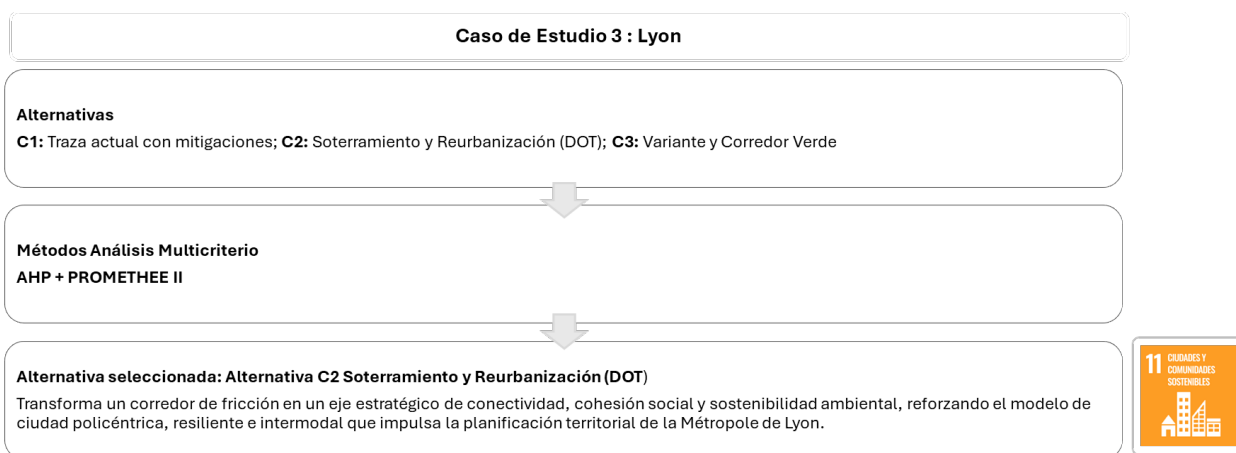 Caso de Estudio 3 : Lyon
Alternativas
C1: Traza actual con mitigaciones; C2: Soterramiento y Reurbanización (DOT); C3: Variante y Corredor Verde
Métodos Análisis Multicriterio
AHP + PROMETHEE II
Alternativa seleccionada: Alternativa C2 Soterramiento y Reurbanización (DOT)
Transforma un corredor de fricción en un eje estratégico de conectividad, cohesión social y sostenibilidad ambiental, reforzando el modelo de
ciudad policéntrica, resiliente e intermodal que impulsa la planificación territorial de la Métropole de Lyon.
11 CIUDADES Y
COMUNIDADES
SOSTENIBLES